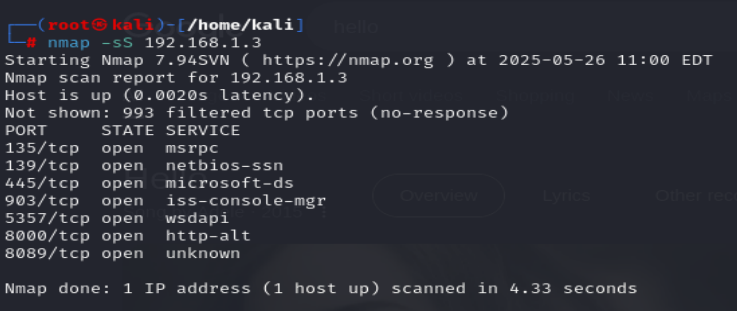 ┌──(root㉿kali)-[/home/kali]
└─# nmap -sS 192.168.1.3
Starting Nmap 7.94SVN ( https://nmap.org ) at 2025-05-26 11:00 EDT
Nmap scan report for 192.168.1.3
Host is up (0.0020s latency).
Not shown: 993 filtered tcp ports (no-response)
PORT     STATE SERVICE
135/tcp  open  msrpc
139/tcp  open  netbios-ssn
445/tcp  open  microsoft-ds
903/tcp  open  iss-console-mgr
5357/tcp open  wsdapi
8000/tcp open  http-alt
8089/tcp open  unknown
Nmap done: 1 IP address (1 host up) scanned in 4.33 seconds
hello
Hello
Overview
Lyrics